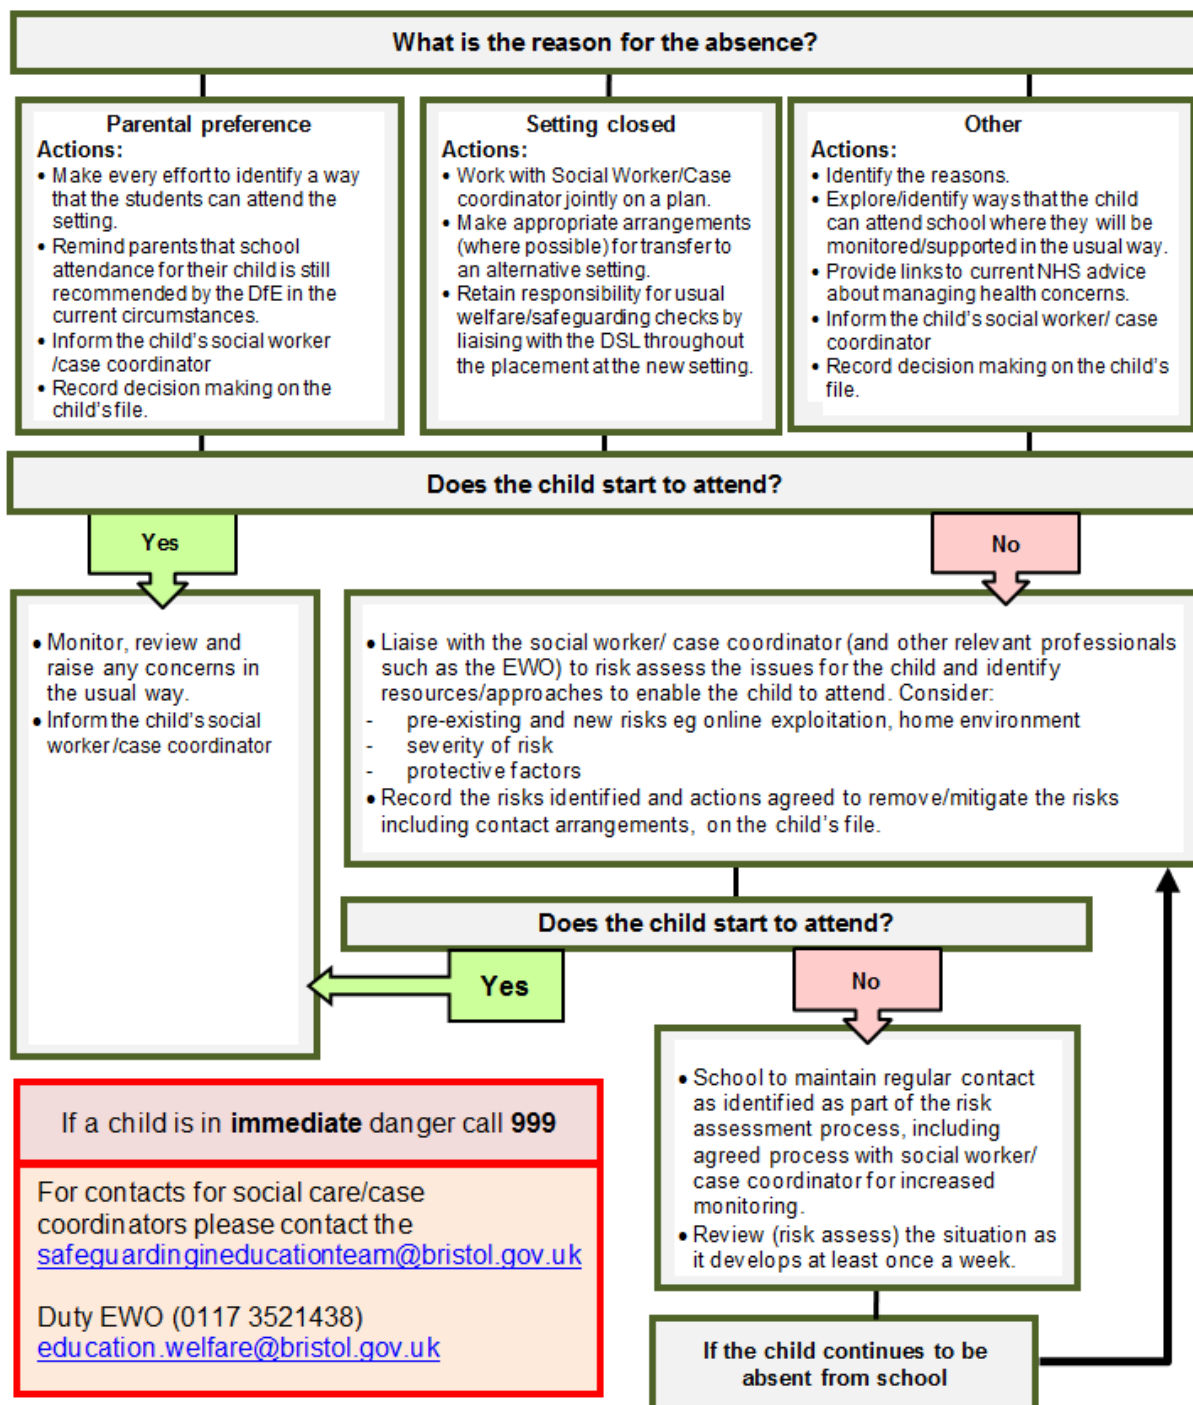 What is the reason for the absence?
Parental preference
Actions:
• Make every effort to identify a way
that the students can attend the
setting.
• Remind parents that school
attendance for their child is still
recommended by the DfE in the
current circumstances.
• Inform the child's social worker
/case coordinator
• Record decision making on the
child's file.
Setting closed
Actions:
• Work with Social Worker/Case
coordinator jointly on a plan.
• Make appropriate arrangements
(where possible) for transfer to
an alternative setting.
• Retain responsibility for usual
welfare/safeguarding checks by
liaising with the DSL throughout
the placement at the new setting.
Other
Actions:
• Identify the reasons.
• Explore/identify ways that the child
can attend school where they will be
monitored/supported in the usual way.
• Provide links to current NHS advice
about managing health concerns.
• Inform the child's social worker/ case
coordinator
• Record decision making on the child's
file.
Does the child start to attend?
Yes
No
• Monitor, review and
raise any concerns in
the usual way.
• Inform the child's social
worker/case coordinator
• Liaise with the social worker/ case coordinator (and other relevant professionals
such as the EWO) to risk assess the issues for the child and identify
resources/approaches to enable the child to attend. Consider:
- pre-existing and new risks eg online exploitation, home environment
- severity of risk
- protective factors
• Record the risks identified and actions agreed to remove/mitigate the risks
including contact arrangements, on the child's file.
Does the child start to attend?
Yes
No
• School to maintain regular contact
as identified as part of the risk
assessment process, including
agreed process with social worker/
case coordinator for increased
monitoring.
• Review (risk assess) the situation as
it develops at least once a week.
If the child continues to be
absent from school
If a child is in immediate danger call 999
For contacts for social care/case
coordinators please contact the
safeguardingineducationteam@bristol.gov.uk
Duty EWO (0117 3521438)
education.welfare@bristol.gov.uk